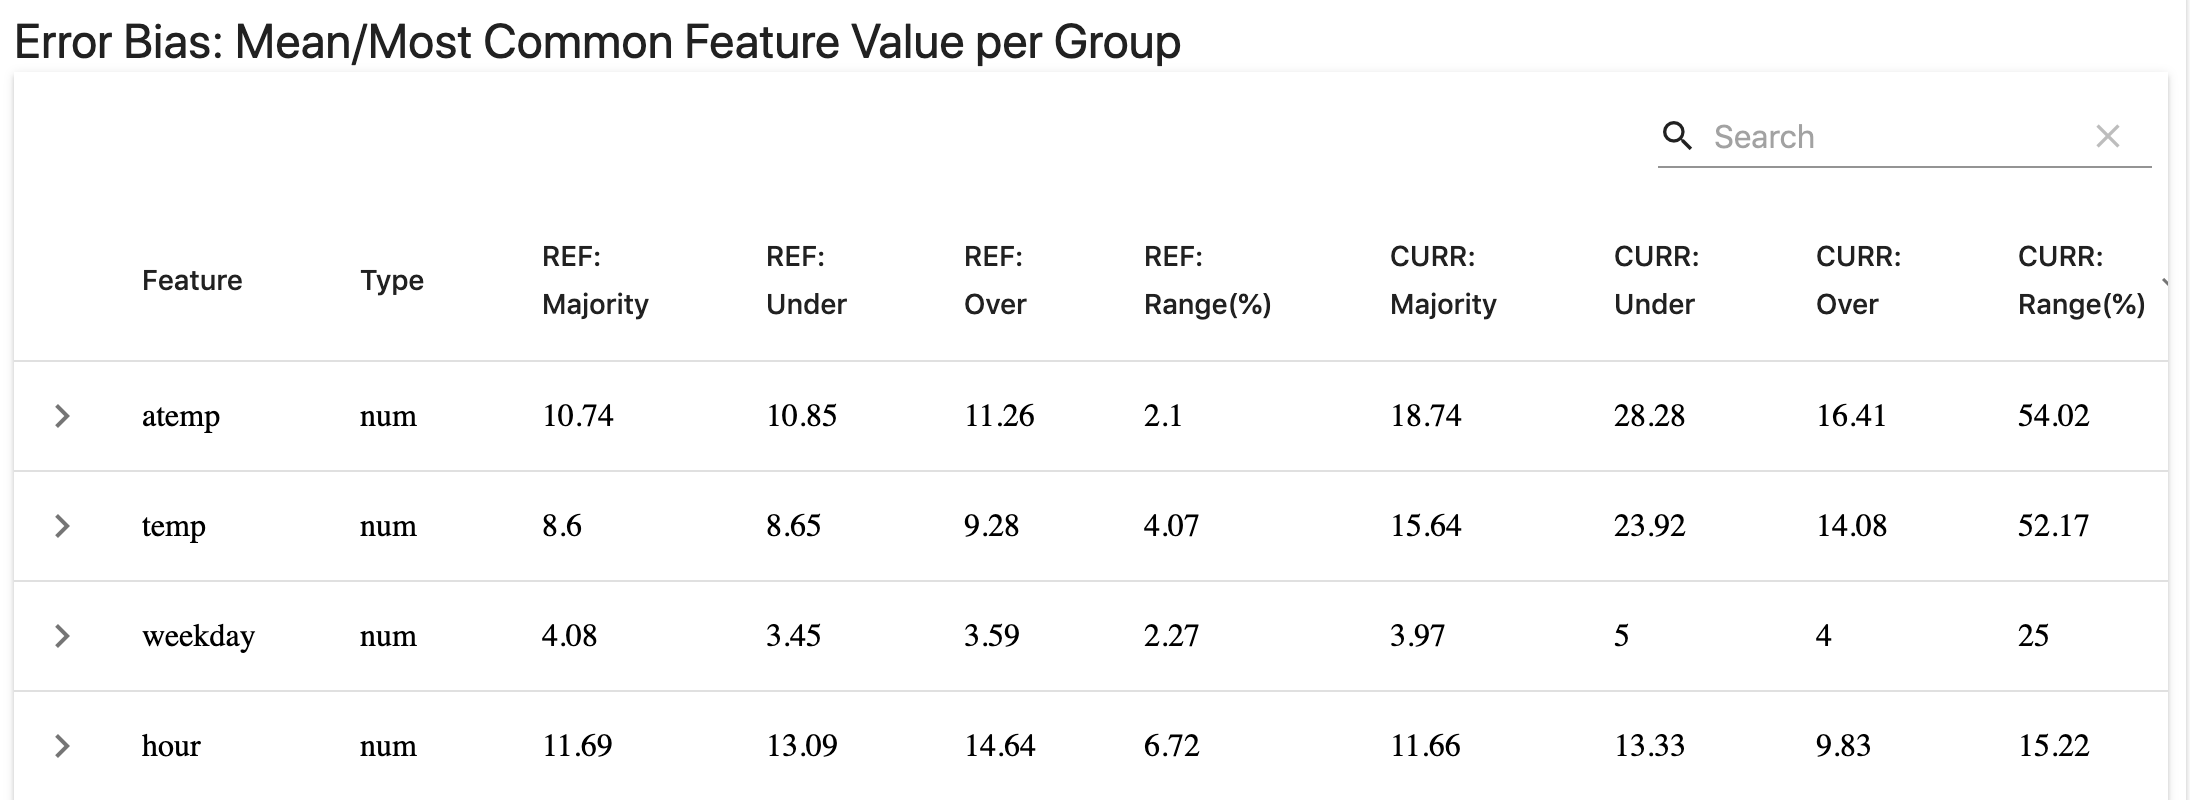 Error Bias: Mean/Most Common Feature Value per Group
Search
Feature Type REF: Majority REF: Under REF: Over REF: Range(%) CURR: Majority CURR: Under CURR: Over CURR: Range(%)
atemp num 10.74 10.85 11.26 2.1 18.74 28.28 16.41 54.02
temp num 8.6 8.65 9.28 4.07 15.64 23.92 14.08 52.17
weekday num 4.08 3.45 3.59 2.27 3.97 5 4 25
hour num 11.69 13.09 14.64 6.72 11.66 13.33 9.83 15.22